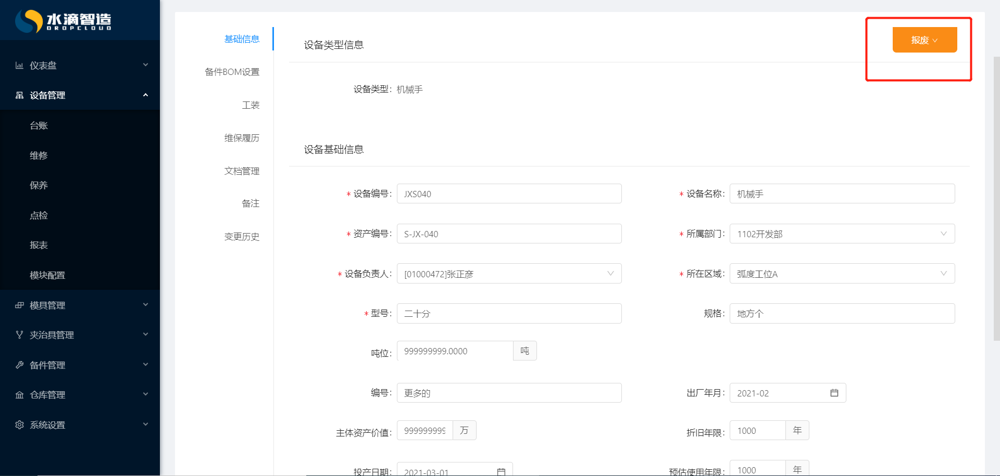 水滴智造
DROPCLOUD
仪表盘
设备管理
台账
维修
保养
点检
报表
模块配置
模具管理
夹治具管理
备件管理
仓库管理
系统设置
基础信息
备件BOM设置
工装
维保履历
文档管理
备注
变更历史
设备类型信息
报废
设备类型: 机械手
设备基础信息
* 设备编号: JXS040
* 设备名称: 机械手
* 资产编号: S-JX-040
* 所属部门: 1102开发部
* 设备负责人: [01000472]张正彦
* 所在区域: 弧度工位A
* 型号: 二十分
规格: 地方个
吨位: 999999999.0000 吨
编号: 更多的
出厂年月: 2021-02
主体资产价值: 999999999 万
折旧年限: 1000 年
投产日期: 2021-03-01
预估使用年限: 1000 年